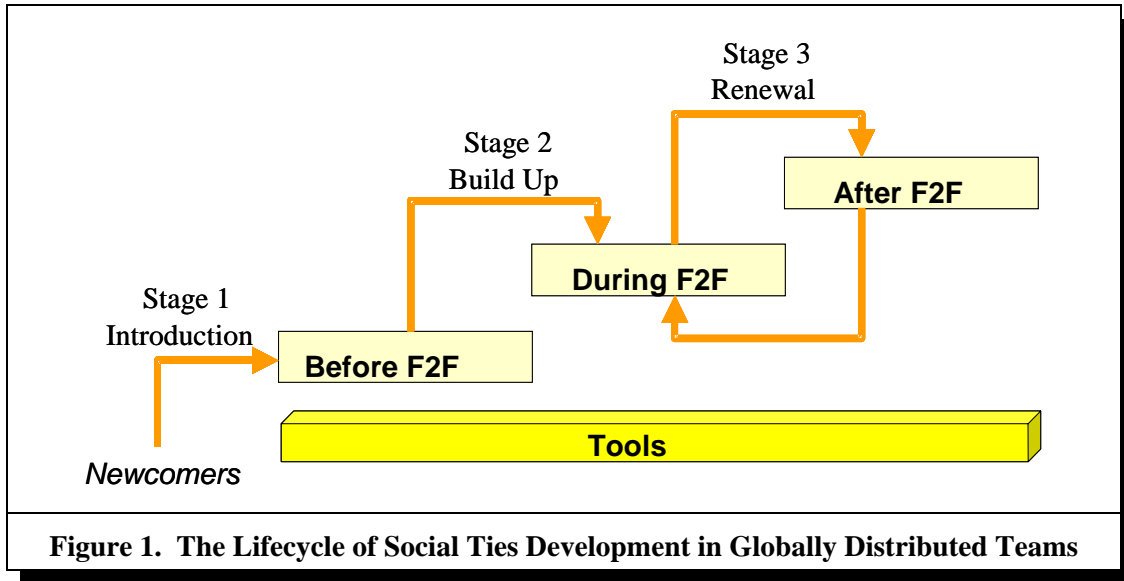 Stage 3
Renewal
Stage 2
Build Up
After F2F
During F2F
Stage 1
Introduction
Before F2F
Tools
Newcomers
Figure 1. The Lifecycle of Social Ties Development in Globally Distributed Teams